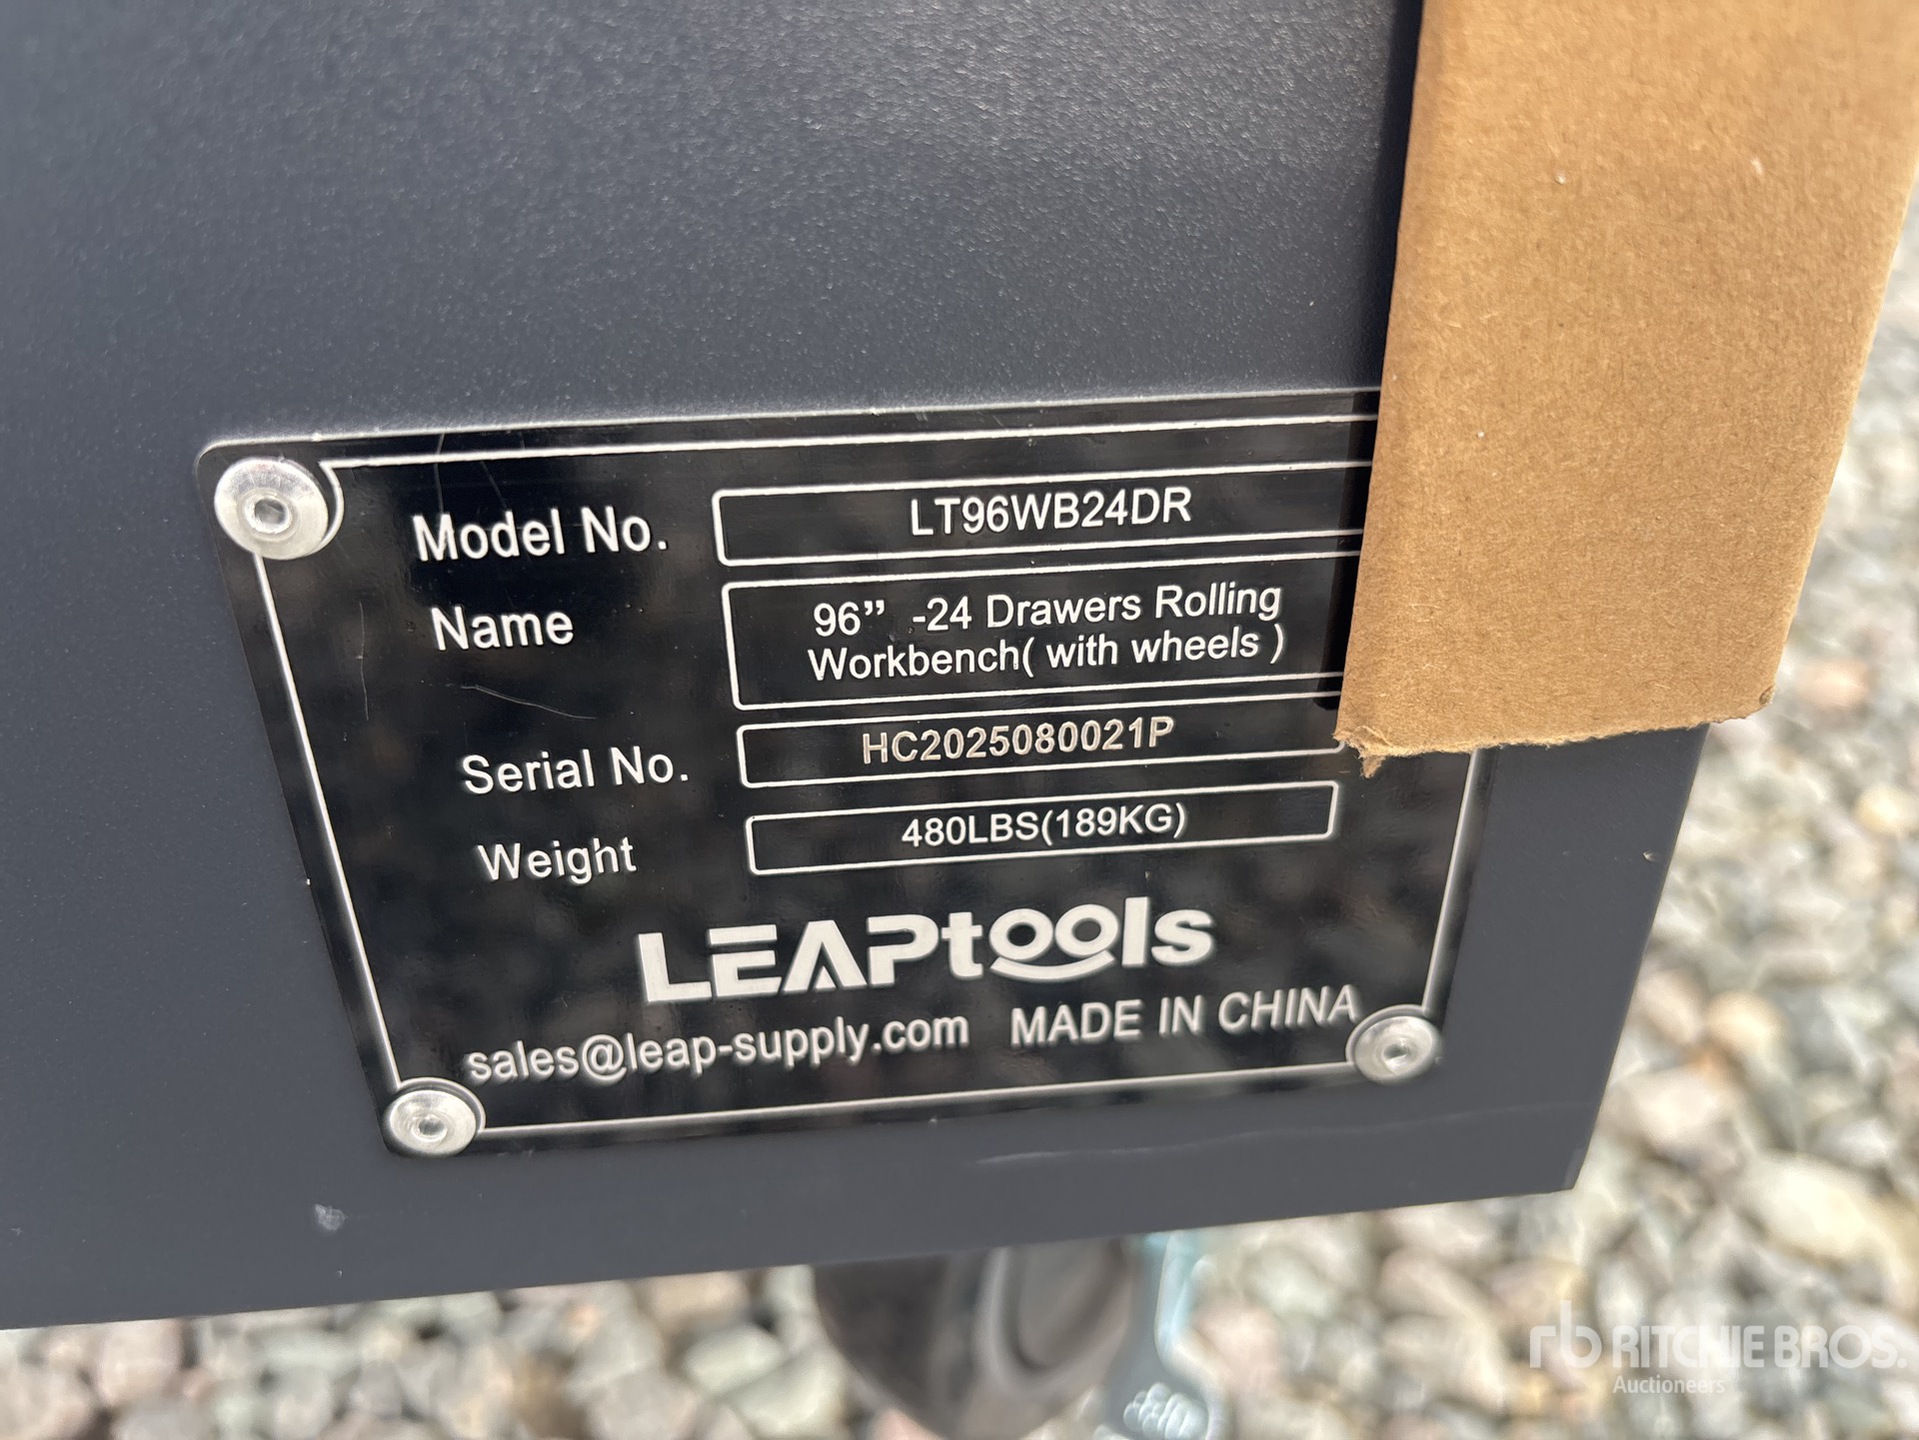 Model No. LT96WB24DR
Name 96” -24 Drawers Rolling
Workbench( with wheels )
Serial No. HC2025080021P
Weight 480LBS(189KG)
LEAPtools
sales@leap-supply.com MADE IN CHINA
rb RITCHIE BROS.
Auctioneers